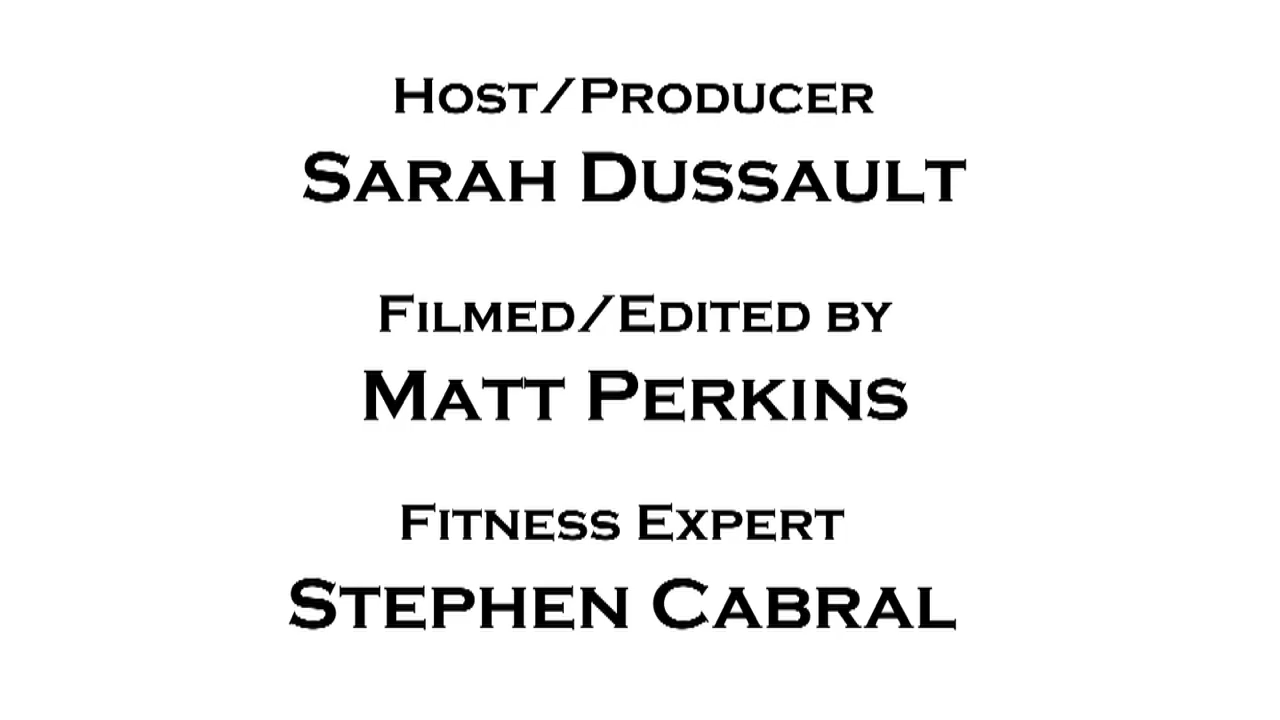 Host/Producer
Sarah Dussault
Filmed/Edited by
Matt Perkins
Fitness Expert
Stephen Cabral